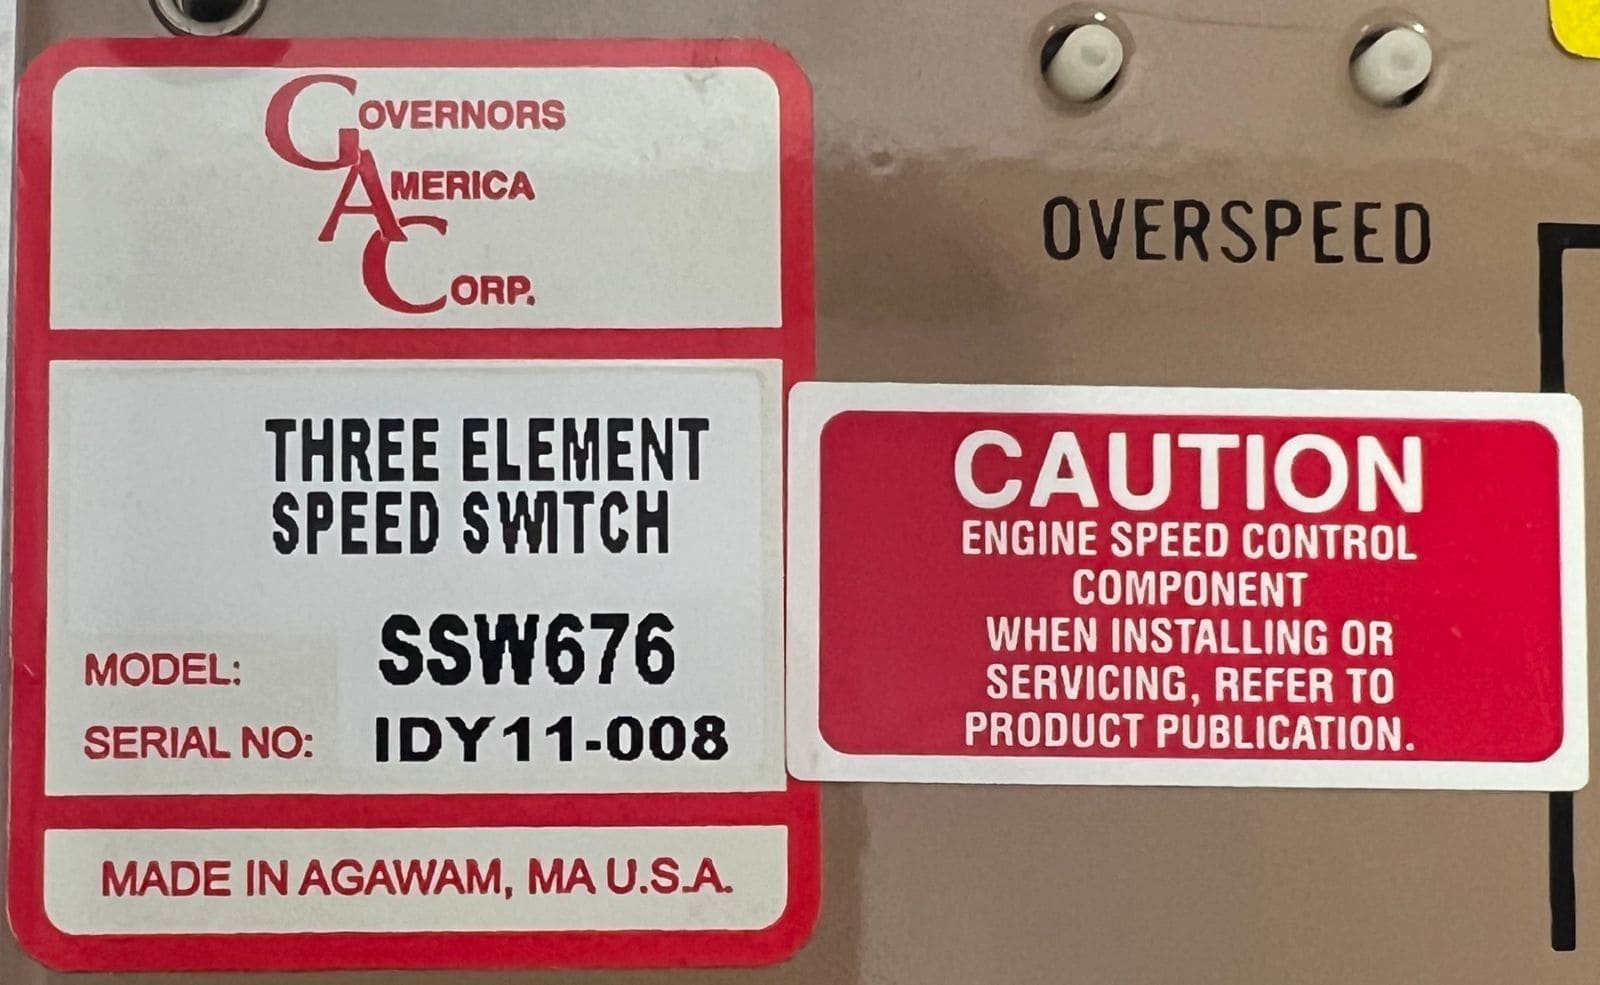 GOVERNORS
AMERICA
CORP.
THREE ELEMENT
SPEED SWITCH
MODEL: SSW676
SERIAL NO: IDY11-008
MADE IN AGAWAM, MA U.S.A.
OVERSPEED
CAUTION
ENGINE SPEED CONTROL
COMPONENT
WHEN INSTALLING OR
SERVICING, REFER TO
PRODUCT PUBLICATION.